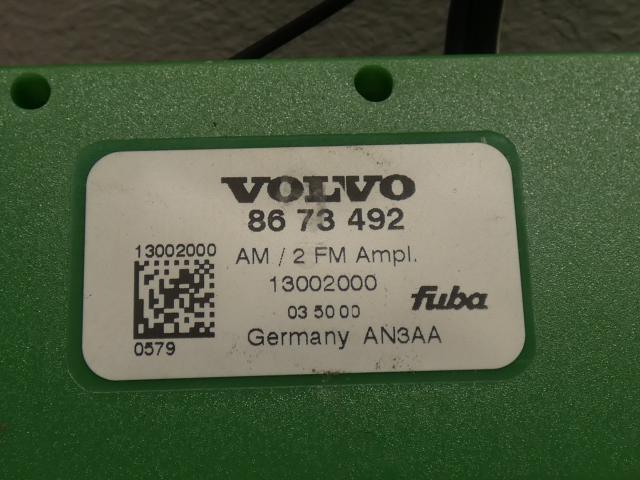 VOLVO
86 73 492
13002000
AM / 2 FM Ampl.
13002000
03 50 00
fuba
0579
Germany AN3AA